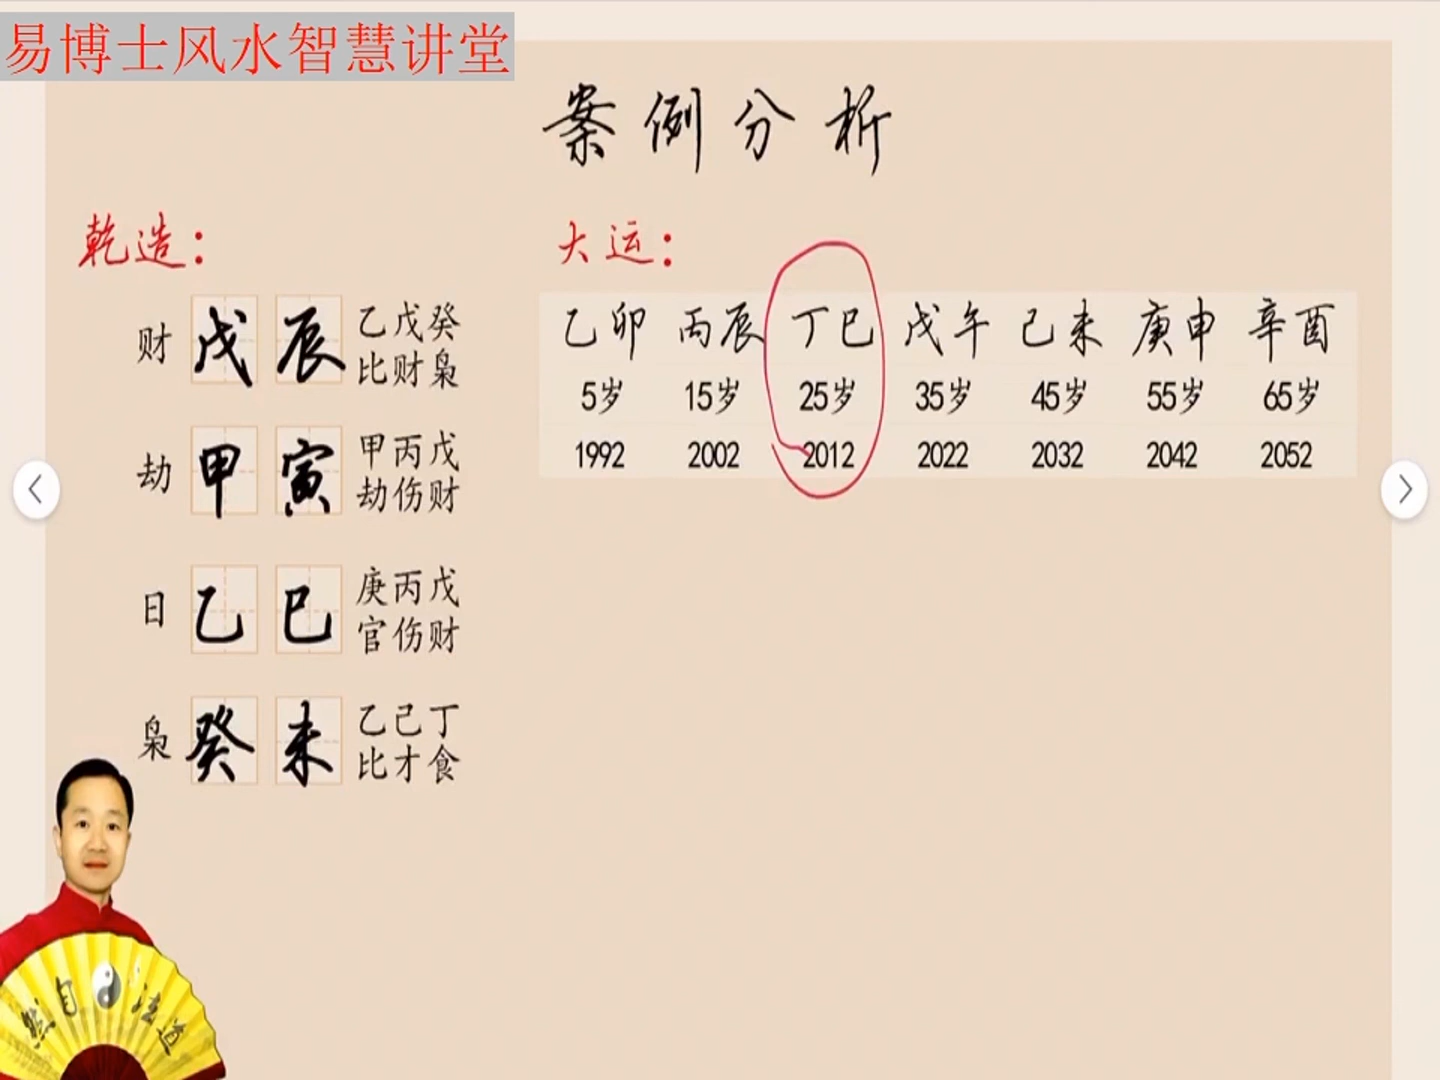 易博士风水智慧讲堂
案例分析
乾造：
财 戊 辰 乙戊癸
比财枭
劫 甲 寅 甲丙戊
劫伤财
日 乙 巳 庚丙戊
官伤财
枭 癸 未 乙己丁
比才食
大运：
乙卯 丙辰 丁巳 戊午 己未 庚申 辛酉
5岁 15岁 25岁 35岁 45岁 55岁 65岁
1992 2002 2012 2022 2032 2042 2052
然自法道